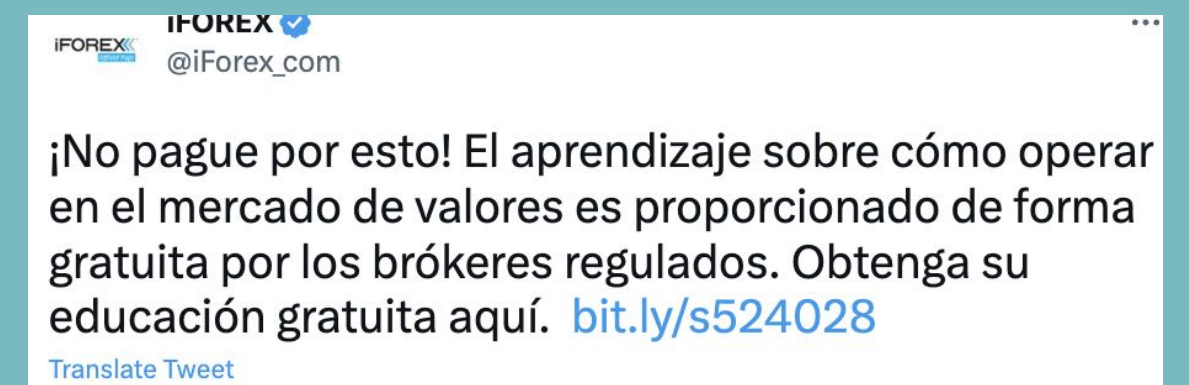 iFOREX
iFOREX
Official Page
@iForex_com
¡No pague por esto! El aprendizaje sobre cómo operar
en el mercado de valores es proporcionado de forma
gratuita por los brókeres regulados. Obtenga su
educación gratuita aquí. bit.ly/s524028
Translate Tweet